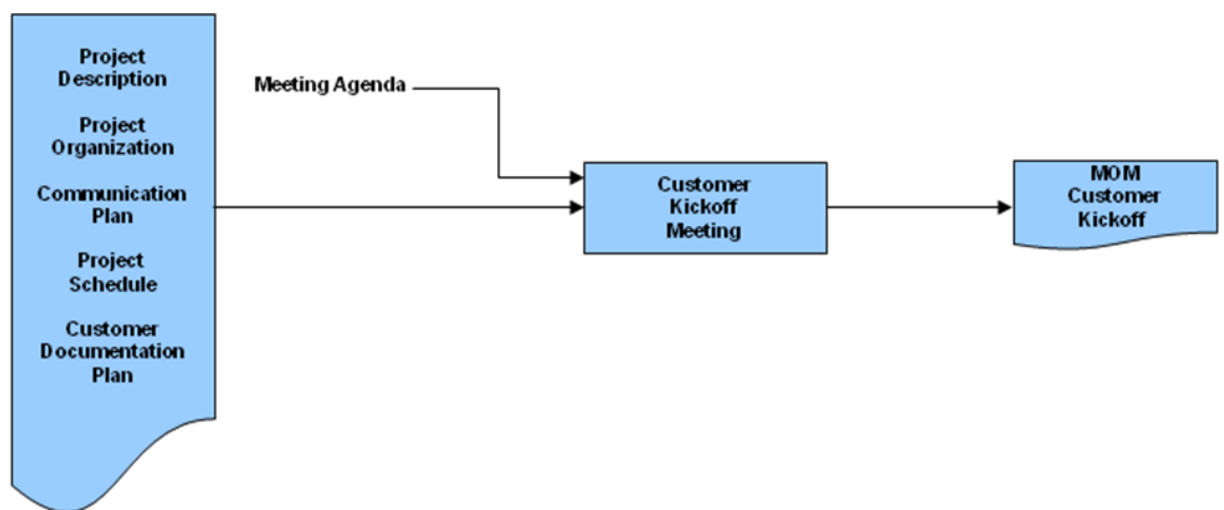 Project
Description
Project
Organization
Communication
Plan
Project
Schedule
Customer
Documentation
Plan
Meeting Agenda
Customer
Kickoff
Meeting
MOM
Customer
Kickoff